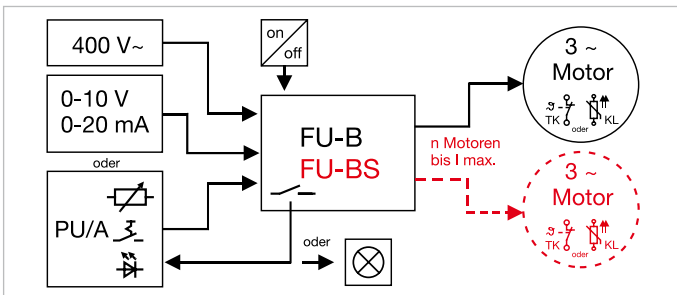 400 V~
0-10 V
0-20 mA
oder
PU/A
on
off
FU-B
FU-BS
oder
n Motoren
bis I max.
3 ~
Motor
ϑ
TK oder KL
3 ~
Motor
ϑ
TK oder KL